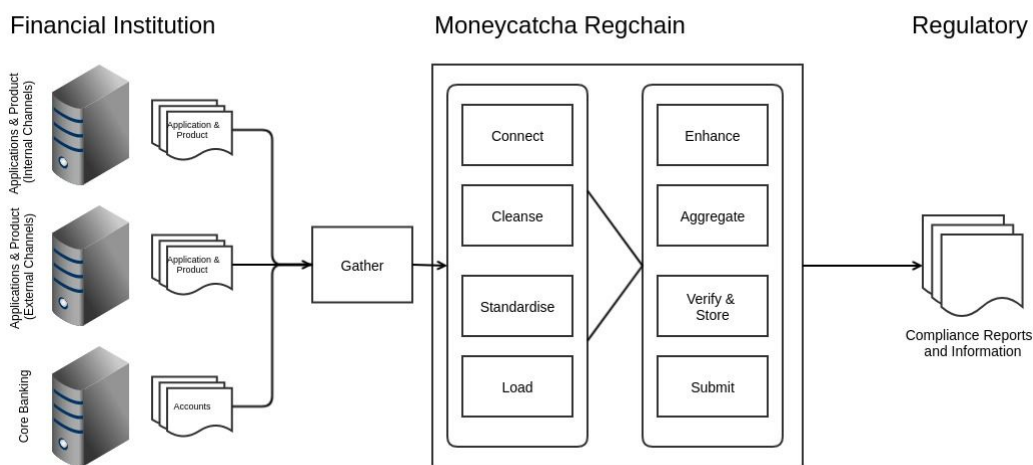 Financial Institution
Moneycatcha Regchain
Regulatory
Applications & Product
(Internal Channels)
Application &
Product
Applications & Product
(External Channels)
Application &
Product
Core Banking
Accounts
Gather
Connect
Cleanse
Standardise
Load
Enhance
Aggregate
Verify &
Store
Submit
Compliance Reports
and Information